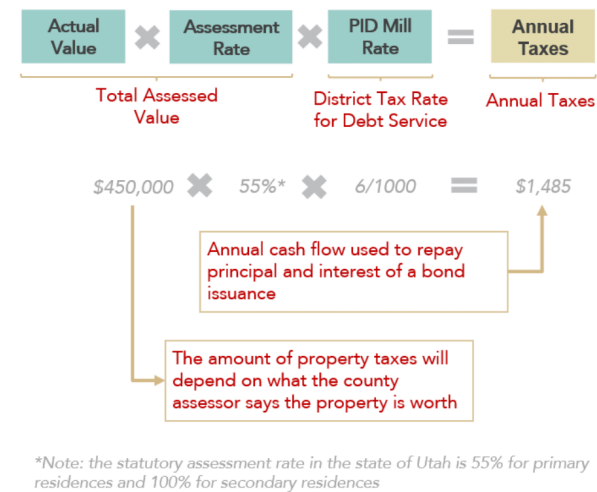 Actual Value × Assessment Rate × PID Mill Rate = Annual Taxes
Total Assessed Value
District Tax Rate for Debt Service
Annual Taxes
$450,000 × 55%* × 6/1000 = $1,485
Annual cash flow used to repay
principal and interest of a bond
issuance
The amount of property taxes will
depend on what the county
assessor says the property is worth
*Note: the statutory assessment rate in the state of Utah is 55% for primary
residences and 100% for secondary residences